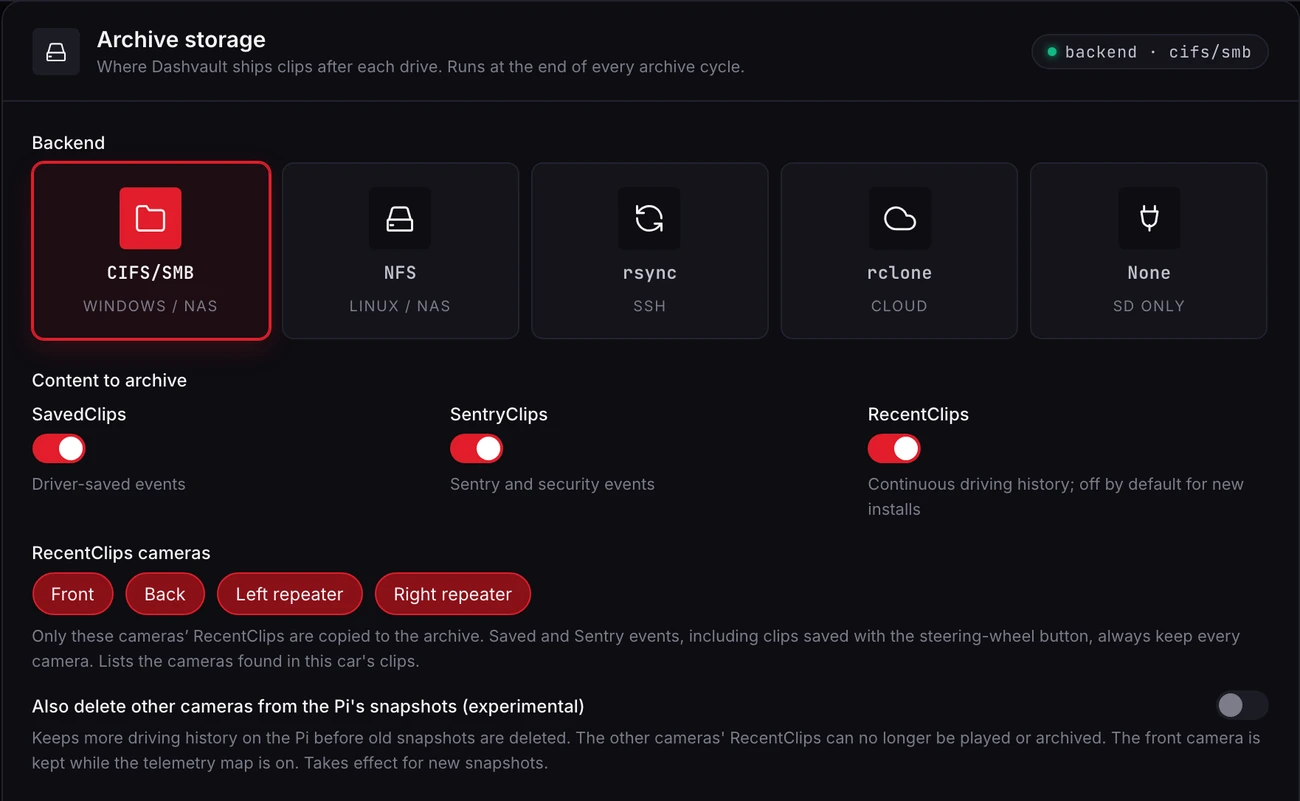 Archive storage
Where Dashvault ships clips after each drive. Runs at the end of every archive cycle.
backend · cifs/smb
Backend
CIFS/SMB
WINDOWS / NAS
NFS
LINUX / NAS
rsync
SSH
rclone
CLOUD
None
SD ONLY
Content to archive
SavedClips
Driver-saved events
SentryClips
Sentry and security events
RecentClips
Continuous driving history; off by default for new
installs
RecentClips cameras
Front
Back
Left repeater
Right repeater
Only these cameras’ RecentClips are copied to the archive. Saved and Sentry events, including clips saved with the steering-wheel button, always keep every
camera. Lists the cameras found in this car's clips.
Also delete other cameras from the Pi's snapshots (experimental)
Keeps more driving history on the Pi before old snapshots are deleted. The other cameras' RecentClips can no longer be played or archived. The front camera is
kept while the telemetry map is on. Takes effect for new snapshots.